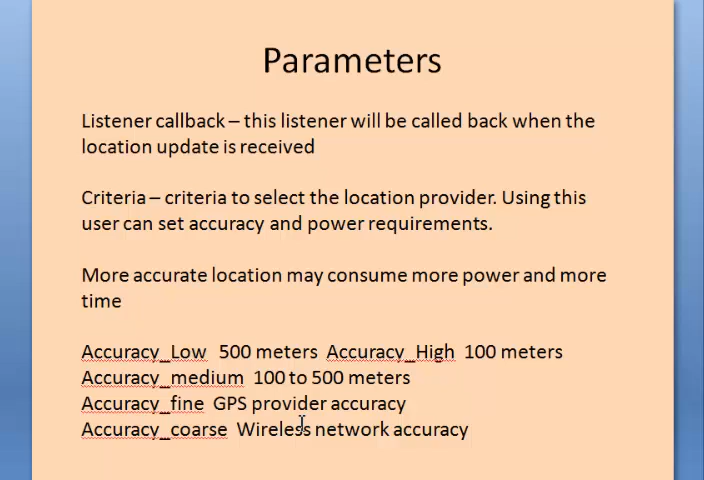 Parameters
Listener callback – this listener will be called back when the
location update is received
Criteria – criteria to select the location provider. Using this
user can set accuracy and power requirements.
More accurate location may consume more power and more
time
Accuracy_Low 500 meters Accuracy_High 100 meters
Accuracy_medium 100 to 500 meters
Accuracy_fine GPS provider accuracy
Accuracy_coarse Wireless network accuracy